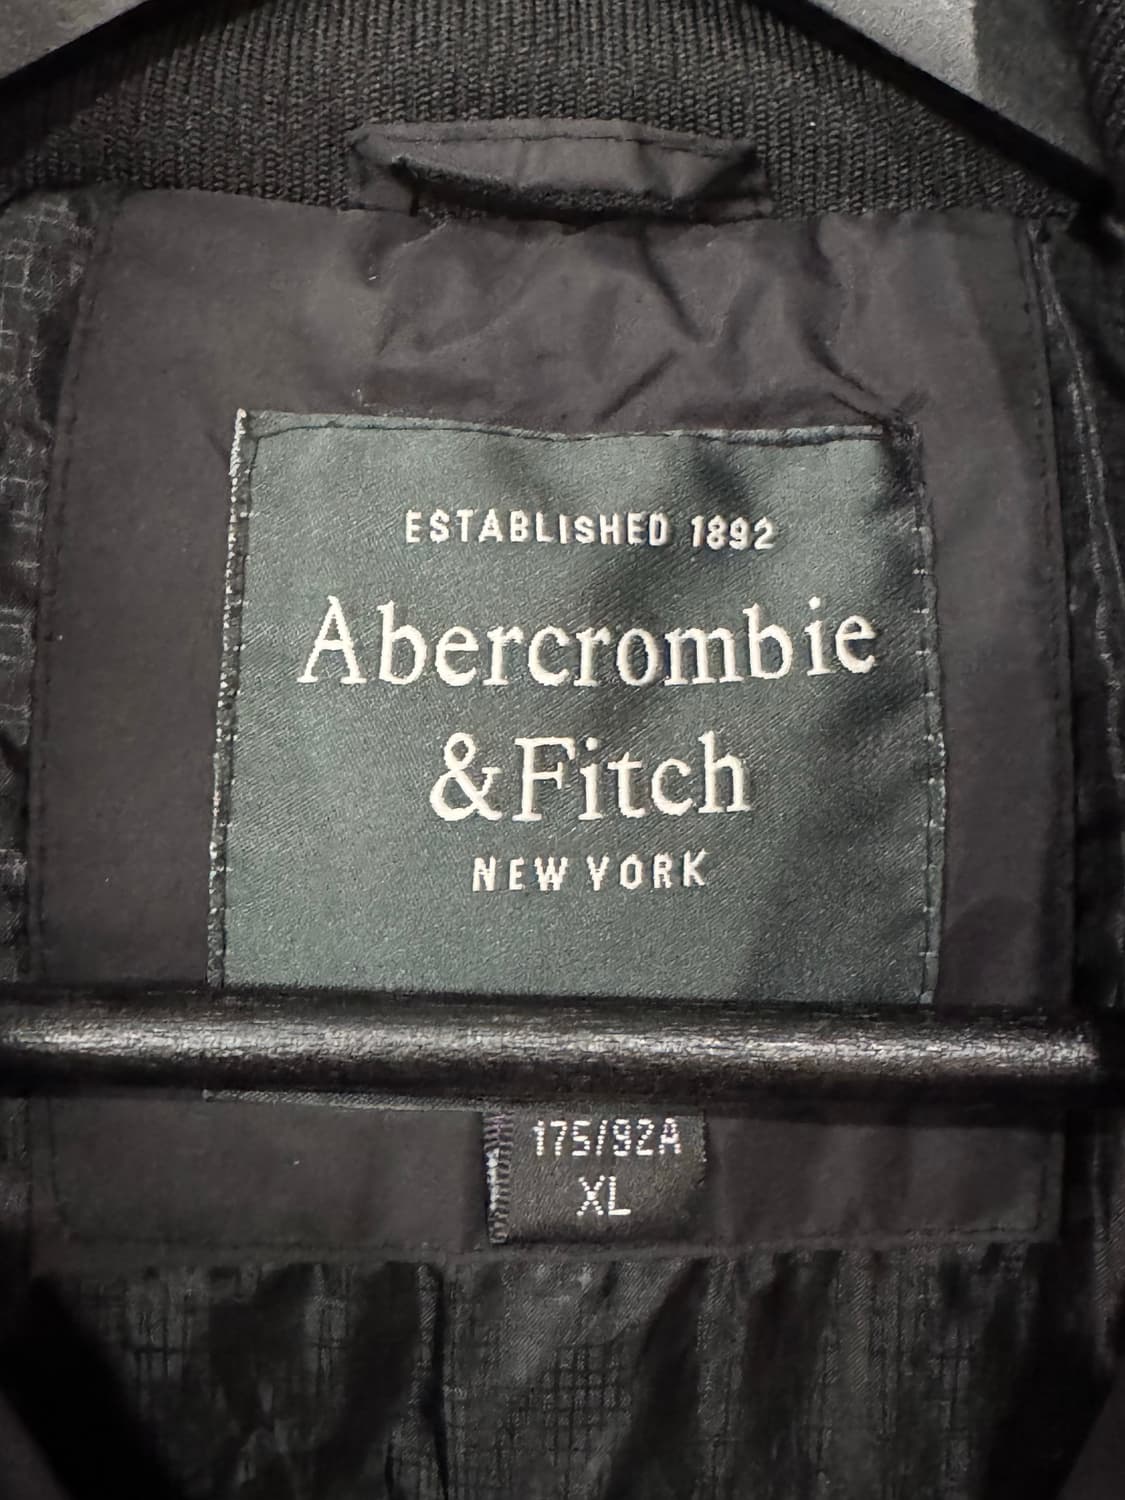 ESTABLISHED 1892
Abercrombie
&Fitch
NEW YORK
175/92A
XL